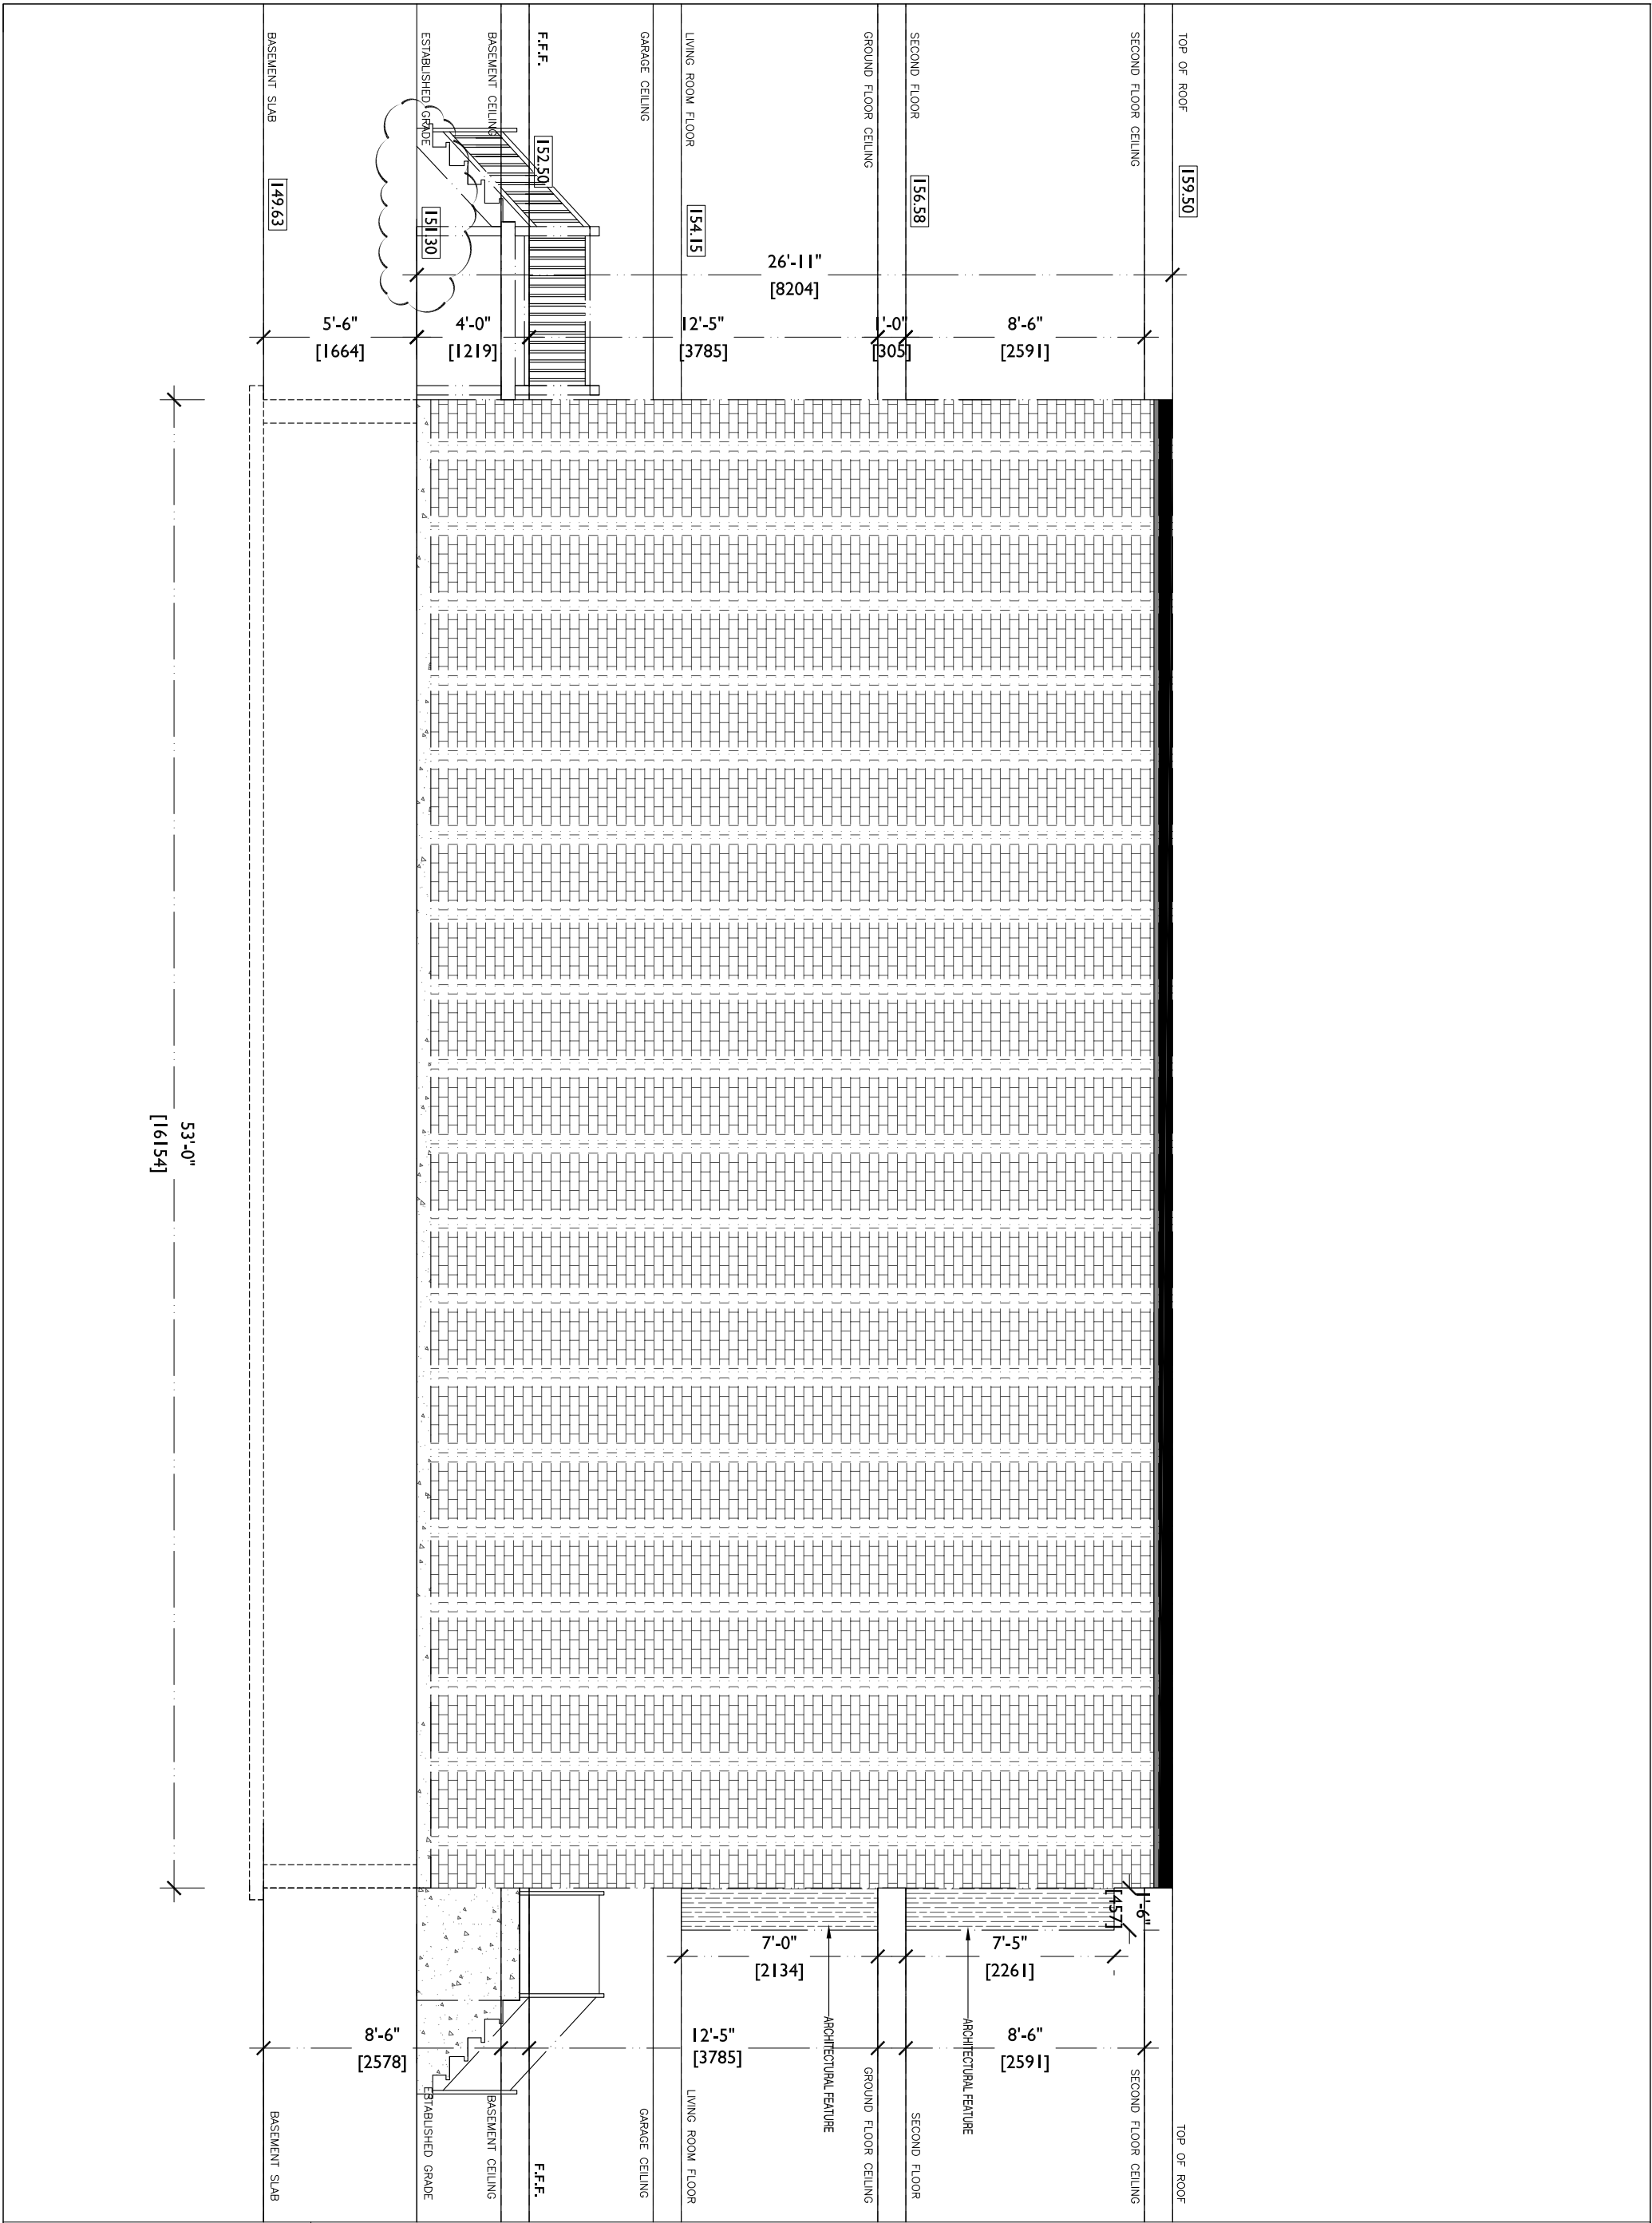 TOP OF ROOF
159.50
SECOND FLOOR CEILING
SECOND FLOOR
156.58
GROUND FLOOR CEILING
LIVING ROOM FLOOR
154.15
GARAGE CEILING
F.F.F.
152.50
BASEMENT CEILING
ESTABLISHED GRADE
151.30
BASEMENT SLAB
149.63
26'-11"
[8204]
5'-6"
[1664]
4'-0"
[1219]
12'-5"
[3785]
1'-0"
[305]
8'-6"
[2591]
53'-0"
[16154]
1'-6"
[457]
7'-0"
[2134]
7'-5"
[2261]
ARCHITECTURAL FEATURE
ARCHITECTURAL FEATURE
8'-6"
[2578]
12'-5"
[3785]
8'-6"
[2591]
TOP OF ROOF
SECOND FLOOR CEILING
SECOND FLOOR
GROUND FLOOR CEILING
LIVING ROOM FLOOR
GARAGE CEILING
F.F.F.
BASEMENT CEILING
ESTABLISHED GRADE
BASEMENT SLAB